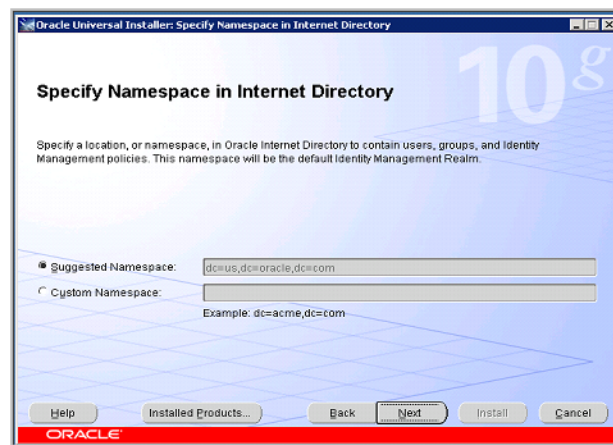 Oracle Universal Installer: Specify Namespace in Internet Directory
10g
Specify Namespace in Internet Directory
Specify a location, or namespace, in Oracle Internet Directory to contain users, groups, and Identity
Management policies. This namespace will be the default Identity Management Realm.
Suggested Namespace: dc=us,dc=oracle,dc=com
Custom Namespace:
Example: dc=acme,dc=com
Help Installed Products... Back Next Install Cancel
ORACLE